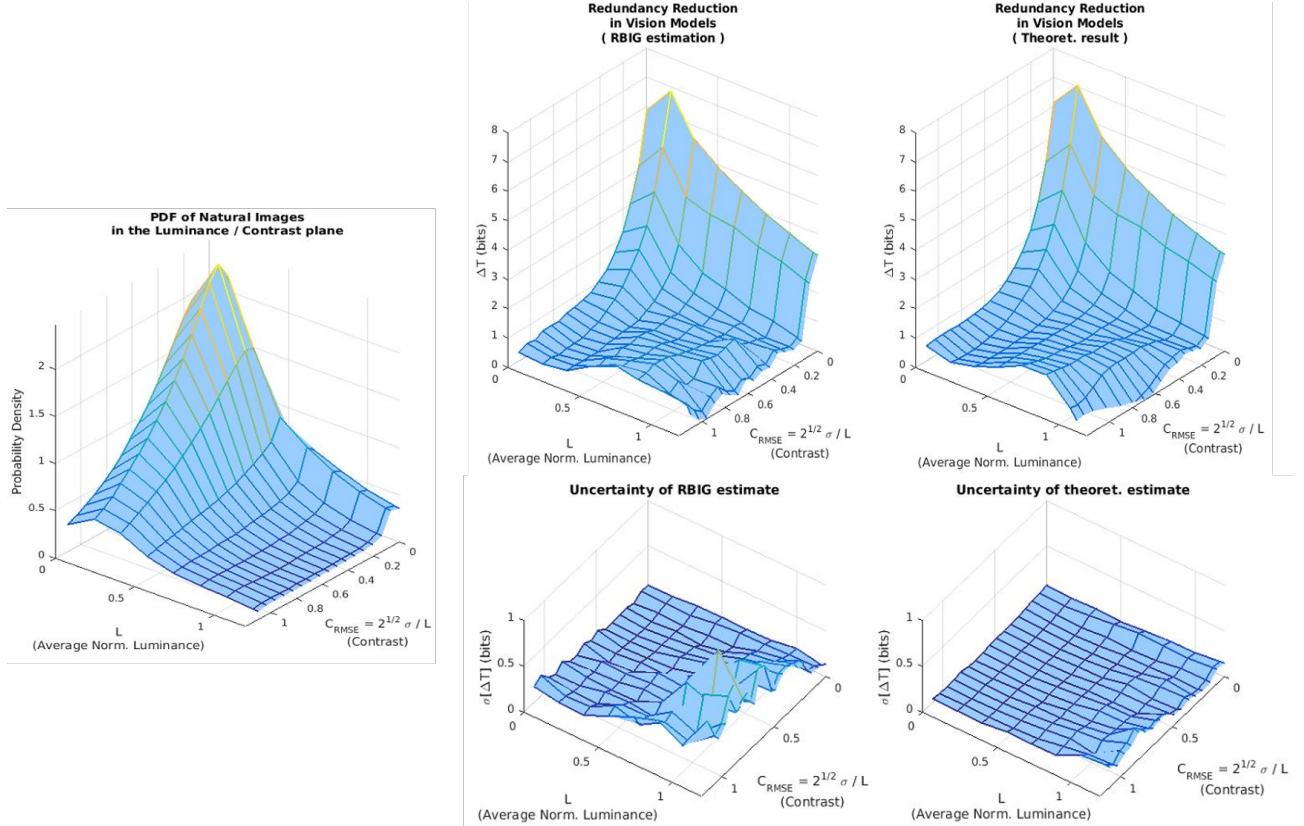 PDF of Natural Images
in the Luminance / Contrast plane
Probability Density
2
1.5
1
0.5
0
0
0.5
1
L
(Average Norm. Luminance)
1
0.8
0.6
0.4
0.2
0
C_RMSE = 2^1/2 σ / L
(Contrast)
Redundancy Reduction
in Vision Models
( RBIG estimation )
ΔT (bits)
8
7
6
5
4
3
2
1
0
0
0.5
1
L
(Average Norm. Luminance)
1
0.8
0.6
0.4
0.2
0
C_RMSE = 2^1/2 σ / L
(Contrast)
Redundancy Reduction
in Vision Models
( Theoret. result )
ΔT (bits)
8
7
6
5
4
3
2
1
0
0
0.5
1
L
(Average Norm. Luminance)
1
0.8
0.6
0.4
0.2
0
C_RMSE = 2^1/2 σ / L
(Contrast)
Uncertainty of RBIG estimate
σ[ΔT] (bits)
1
0.5
0
0
0.5
1
L
(Average Norm. Luminance)
1
0.5
0
C_RMSE = 2^1/2 σ / L
(Contrast)
Uncertainty of theoret. estimate
σ[ΔT] (bits)
1
0.5
0
0
0.5
1
L
(Average Norm. Luminance)
1
0.5
0
C_RMSE = 2^1/2 σ / L
(Contrast)